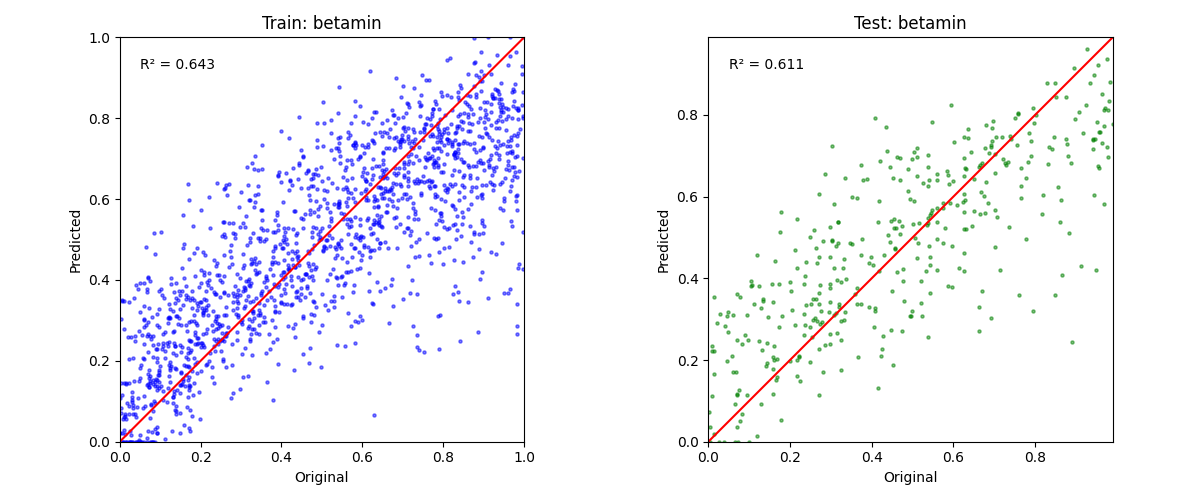 Train: betamin
R² = 0.643
Predicted
1.0
0.8
0.6
0.4
0.2
0.0
0.0 0.2 0.4 0.6 0.8 1.0
Original
Test: betamin
R² = 0.611
Predicted
0.8
0.6
0.4
0.2
0.0
0.0 0.2 0.4 0.6 0.8
Original